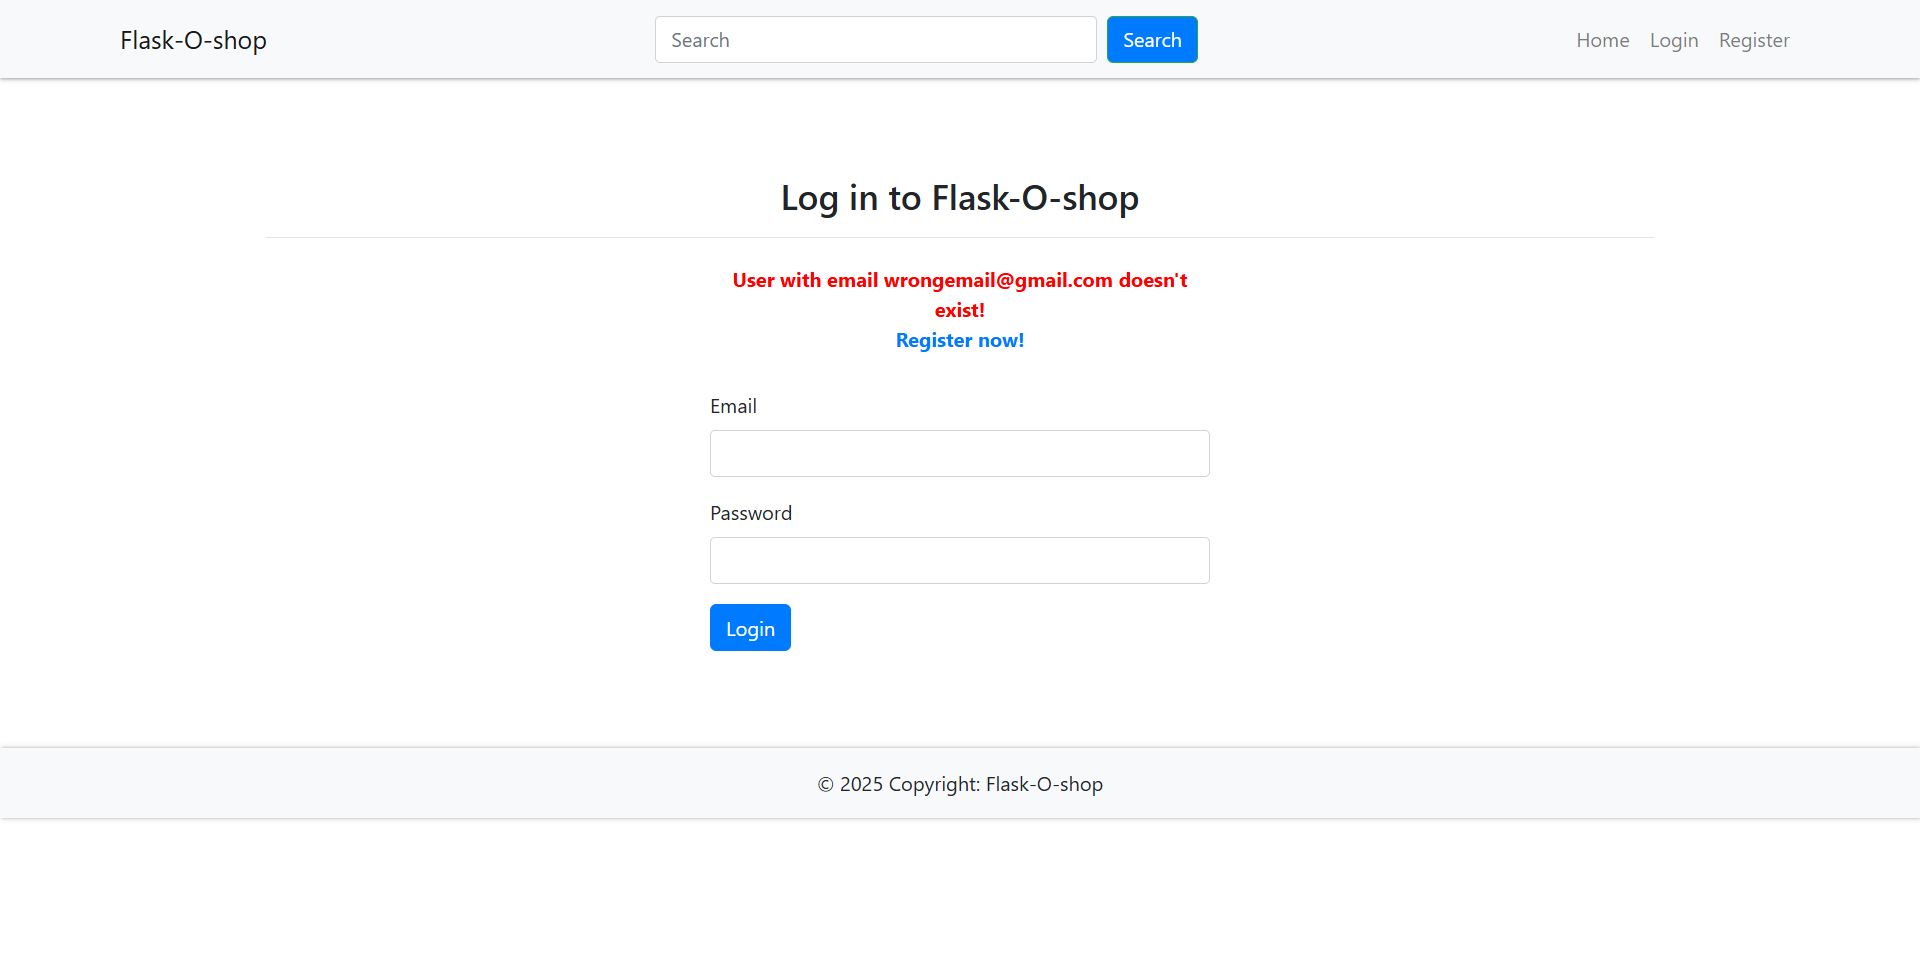 Flask-O-shop
Search
Search
Home
Login
Register
Log in to Flask-O-shop
User with email wrongemail@gmail.com doesn't
exist!
Register now!
Email
Password
Login
© 2025 Copyright: Flask-O-shop